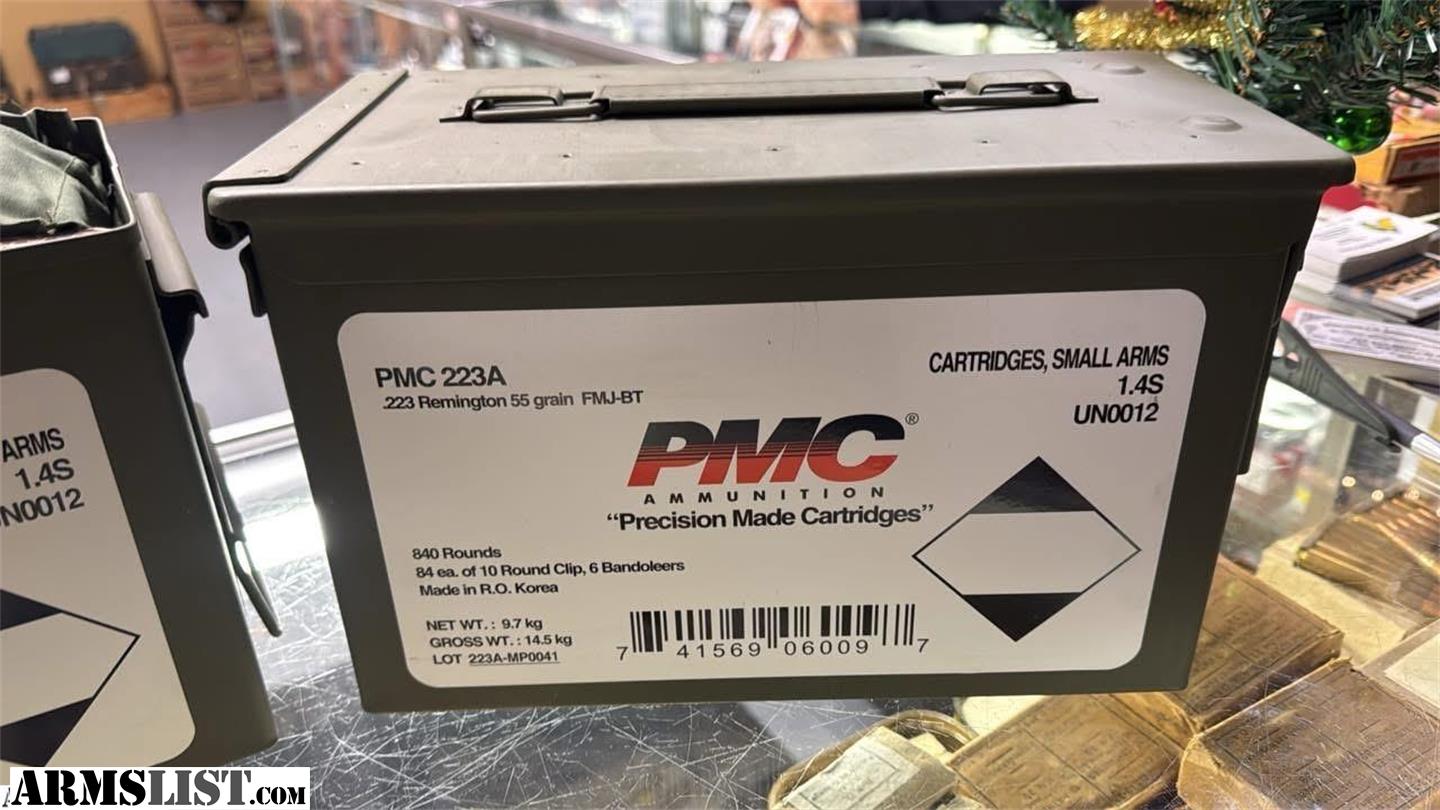 PMC 223A
.223 Remington 55 grain FMJ-BT
CARTRIDGES, SMALL ARMS
1.4S
UN0012
PMC®
AMMUNITION
"Precision Made Cartridges"
840 Rounds
84 ea. of 10 Round Clip, 6 Bandoleers
Made in R.O. Korea
NET WT. : 9.7 kg
GROSS WT. : 14.5 kg
LOT 223A-MP0041
7 41569 06009 7
ARMS
1.4S
UN0012
ARMSLIST.COM